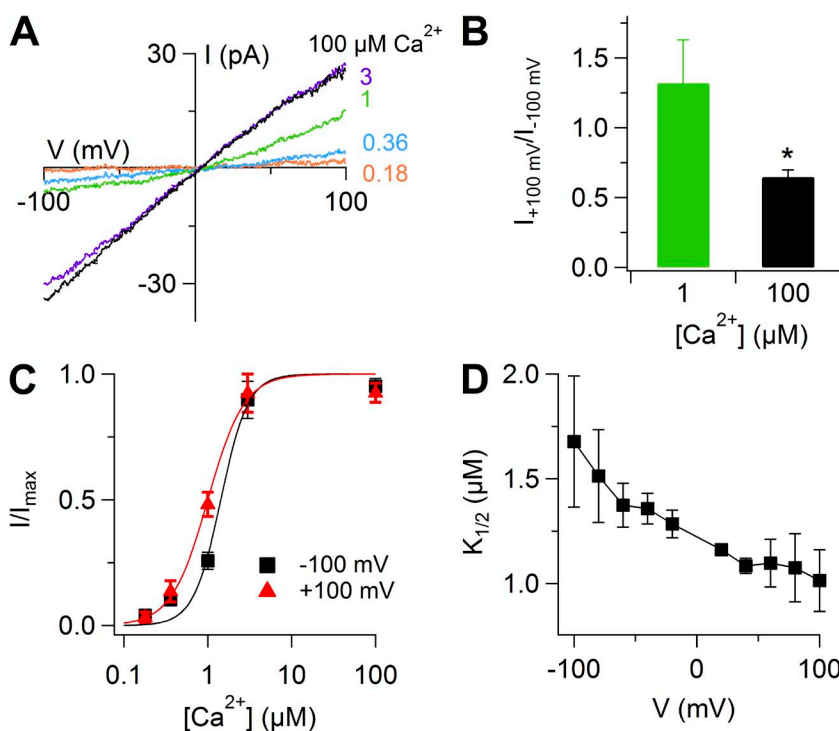 A
I (pA)
100 µM Ca2+
30
3
1
0.36
0.18
V (mV)
-100
100
-30
B
I+100 mV/I-100 mV
1.5
1.0
0.5
0.0
*
1
100
[Ca2+] (µM)
C
I/Imax
1.0
0.5
0.0
-100 mV
+100 mV
0.1
1
10
100
[Ca2+] (µM)
D
K1/2 (µM)
2.0
1.5
1.0
-100
0
100
V (mV)